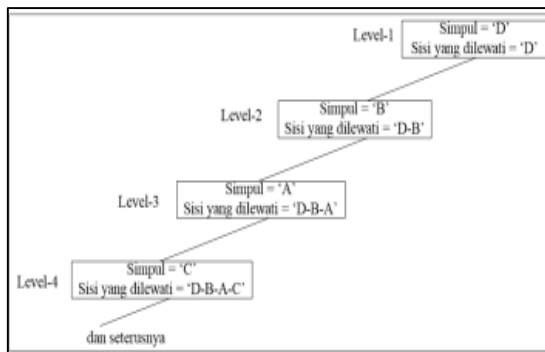 Level-1
Simpul = ‘D’
Sisi yang dilewati = ‘D’
Level-2
Simpul = ‘B’
Sisi yang dilewati = ‘D-B’
Level-3
Simpul = ‘A’
Sisi yang dilewati = ‘D-B-A’
Level-4
Simpul = ‘C’
Sisi yang dilewati = ‘D-B-A-C’
dan seterusnya